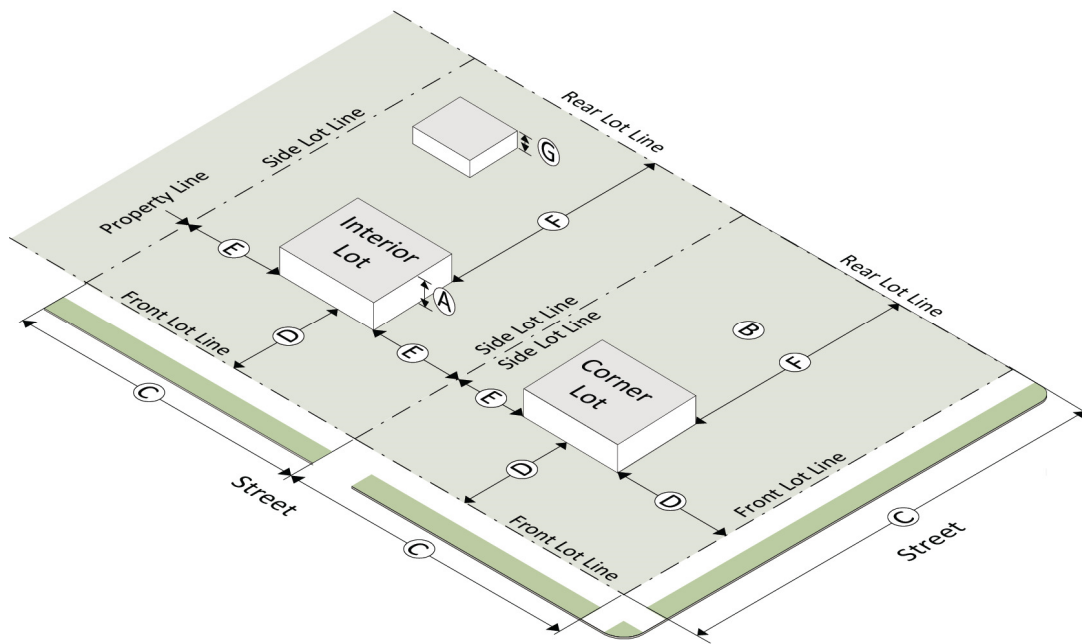 Rear Lot Line
Side Lot Line
G
Property Line
F
E
Interior
Lot
Rear Lot Line
A
Front Lot Line
Side Lot Line
Side Lot Line
B
D
E
F
C
E
Corner
Lot
Street
D
D
Front Lot Line
C
Front Lot Line
C
Street